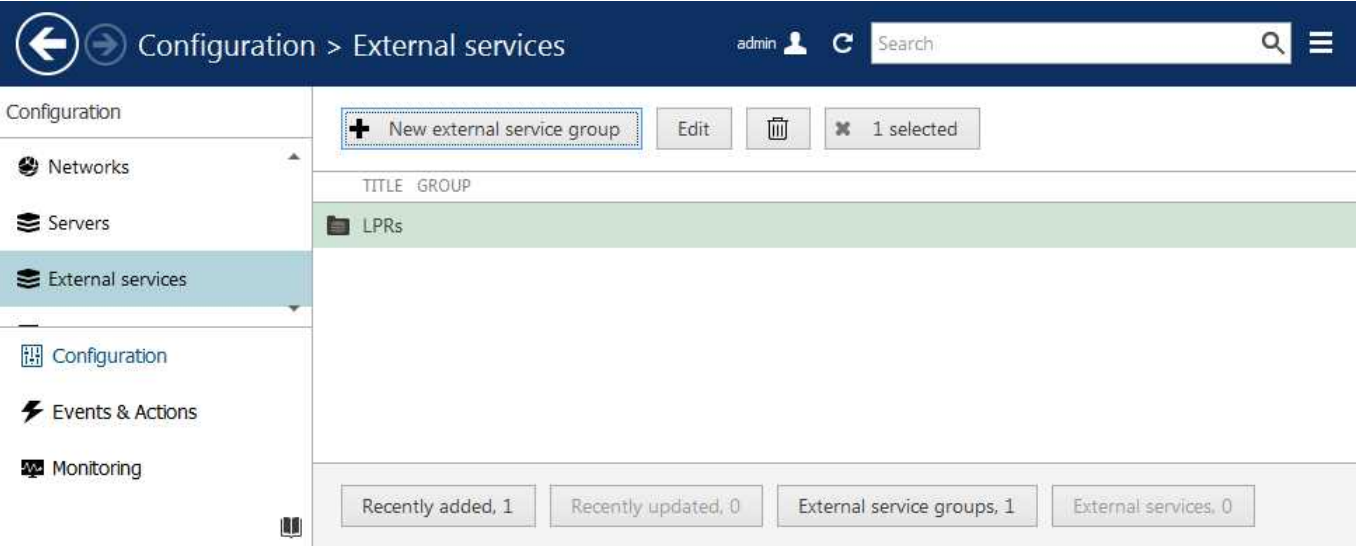 Configuration > External services
admin
Search
Configuration
Networks
Servers
External services
Configuration
Events & Actions
Monitoring
New external service group
Edit
1 selected
TITLE GROUP
LPRs
Recently added, 1
Recently updated, 0
External service groups, 1
External services, 0